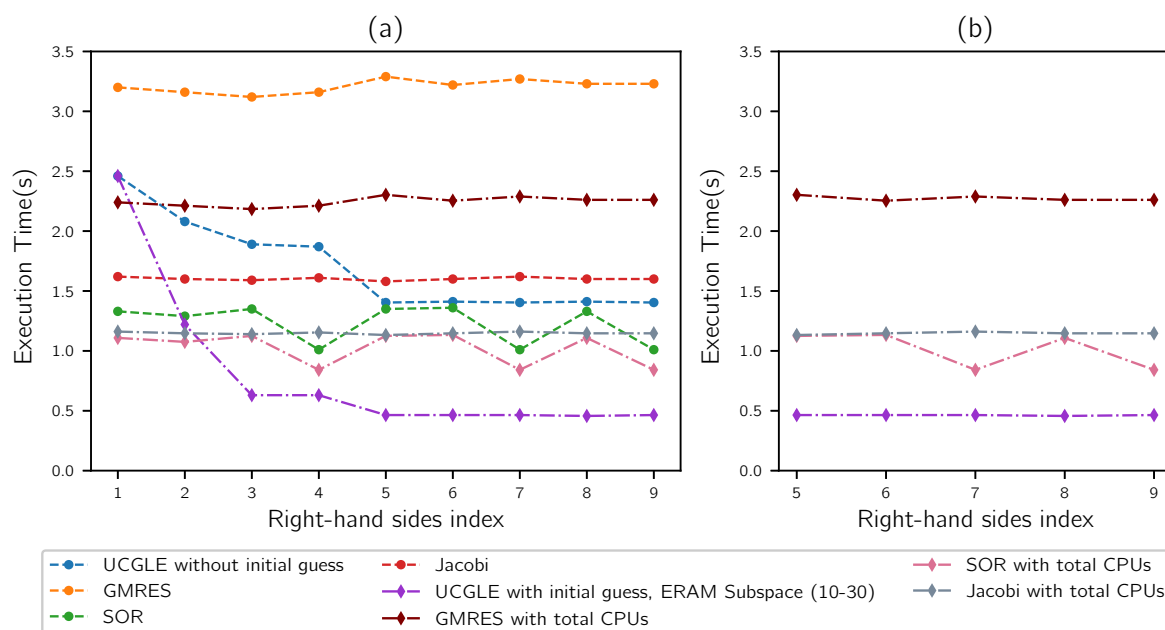 (a)
(b)
Execution Time(s)
3.5
3.0
2.5
2.0
1.5
1.0
0.5
0.0
1 2 3 4 5 6 7 8 9
Right-hand sides index
Execution Time(s)
3.5
3.0
2.5
2.0
1.5
1.0
0.5
0.0
5 6 7 8 9
Right-hand sides index
UCGLE without initial guess
GMRES
SOR
Jacobi
UCGLE with initial guess, ERAM Subspace (10-30)
GMRES with total CPUs
SOR with total CPUs
Jacobi with total CPUs